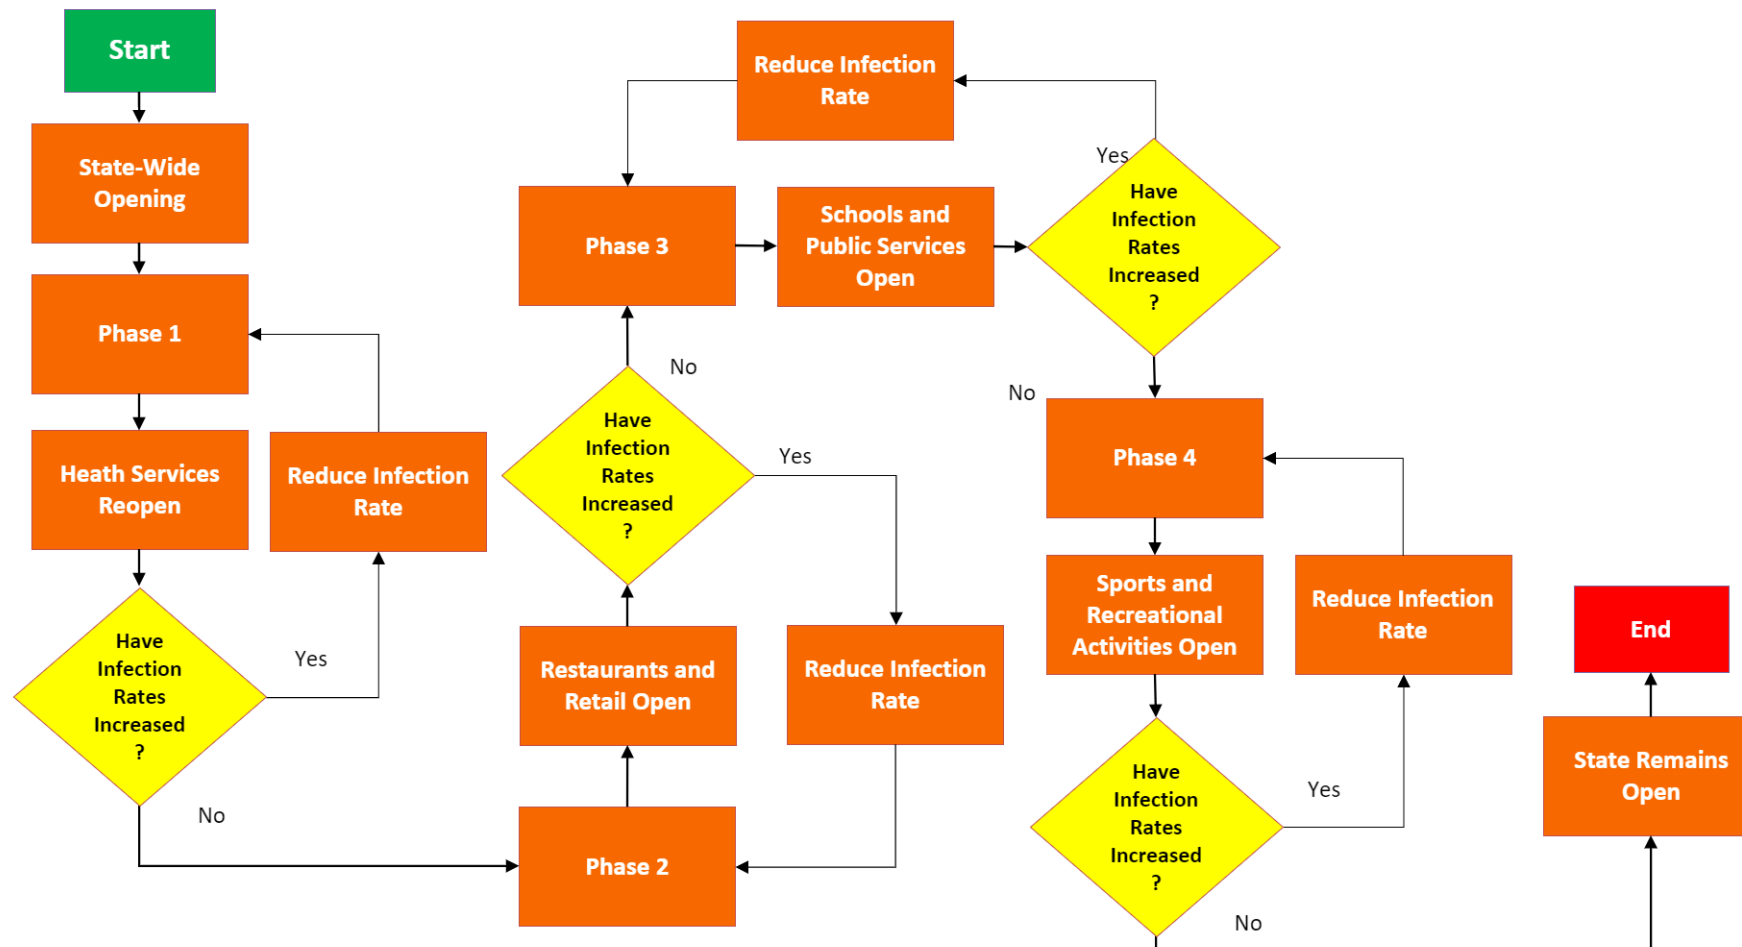 Start
State-Wide
Opening
Phase 1
Heath Services
Reopen
Reduce Infection
Rate
Have
Infection
Rates
Increased
?
Yes
No
Phase 2
Restaurants and
Retail Open
Have
Infection
Rates
Increased
?
Yes
Reduce Infection
Rate
No
Phase 3
Schools and
Public Services
Open
Have
Infection
Rates
Increased
?
Yes
Reduce Infection
Rate
No
Phase 4
Sports and
Recreational
Activities Open
Have
Infection
Rates
Increased
?
Yes
Reduce Infection
Rate
No
State Remains
Open
End